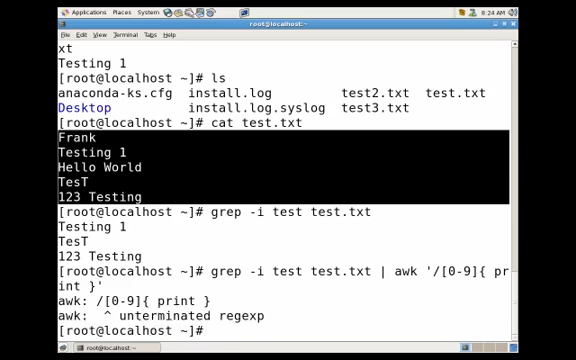 Applications Places System 8:24 AM
root@localhost:~
File Edit View Terminal Tabs Help
xt
Testing 1
[root@localhost ~]# ls
anaconda-ks.cfg install.log test2.txt test.txt
Desktop install.log.syslog test3.txt
[root@localhost ~]# cat test.txt
Frank
Testing 1
Hello World
TesT
123 Testing
[root@localhost ~]# grep -i test test.txt
Testing 1
TesT
123 Testing
[root@localhost ~]# grep -i test test.txt | awk '/[0-9]{ pr
int }'
awk: /[0-9]{ print }
awk: ^ unterminated regexp
[root@localhost ~]#
root@localhost:~